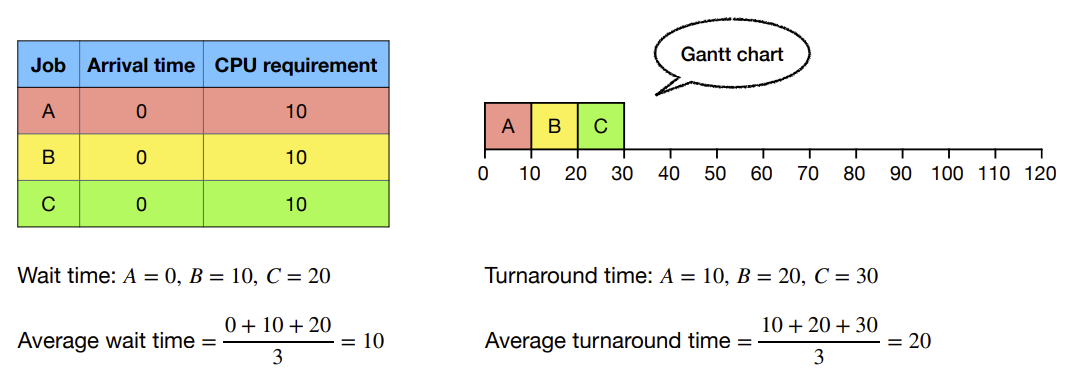 Job Arrival time CPU requirement
A 0 10
B 0 10
C 0 10
Gantt chart
A B C
0 10 20 30 40 50 60 70 80 90 100 110 120
Wait time: A = 0, B = 10, C = 20
Average wait time = (0 + 10 + 20)/3 = 10
Turnaround time: A = 10, B = 20, C = 30
Average turnaround time = (10 + 20 + 30)/3 = 20